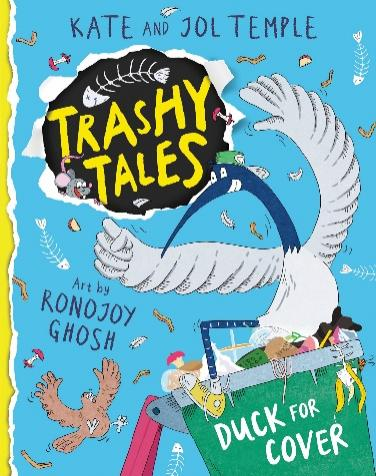 KATE AND JOL TEMPLE
TRASHY
TALES
Art by
RONOJOY
GHOSH
DUCK FOR
COVER